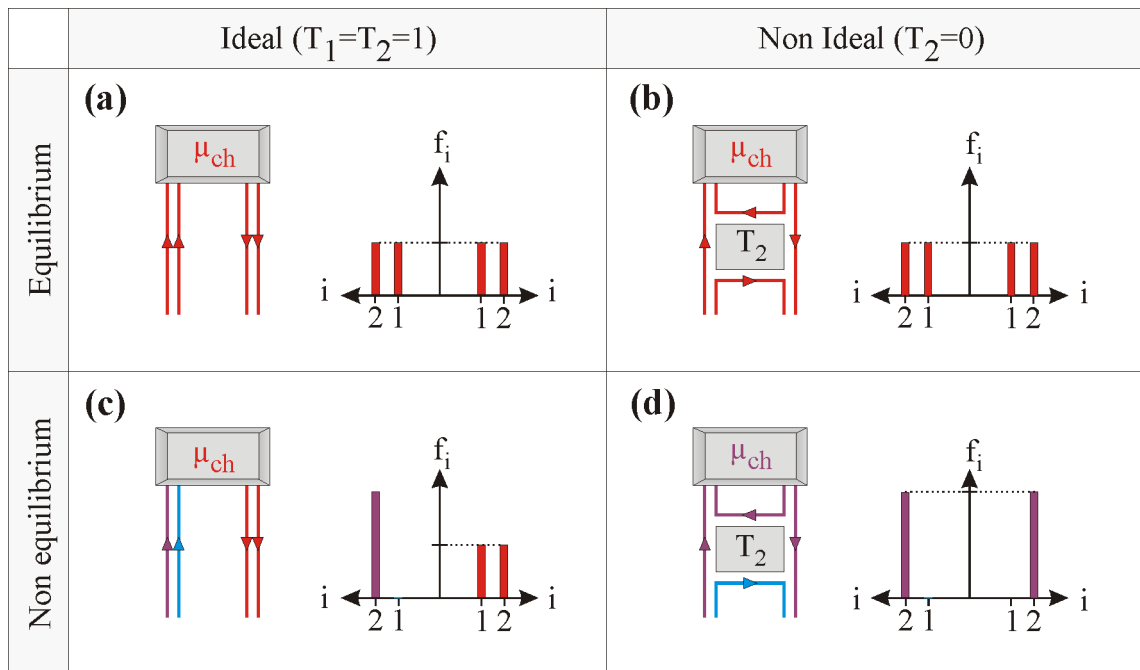 Ideal (T₁=T₂=1)
Non Ideal (T₂=0)
Equilibrium
(a)
μch
fᵢ
i
i
2 1 1 2
(b)
μch
T₂
fᵢ
i
i
2 1 1 2
Non equilibrium
(c)
μch
fᵢ
i
i
2 1 1 2
(d)
μch
T₂
fᵢ
i
i
2 1 1 2